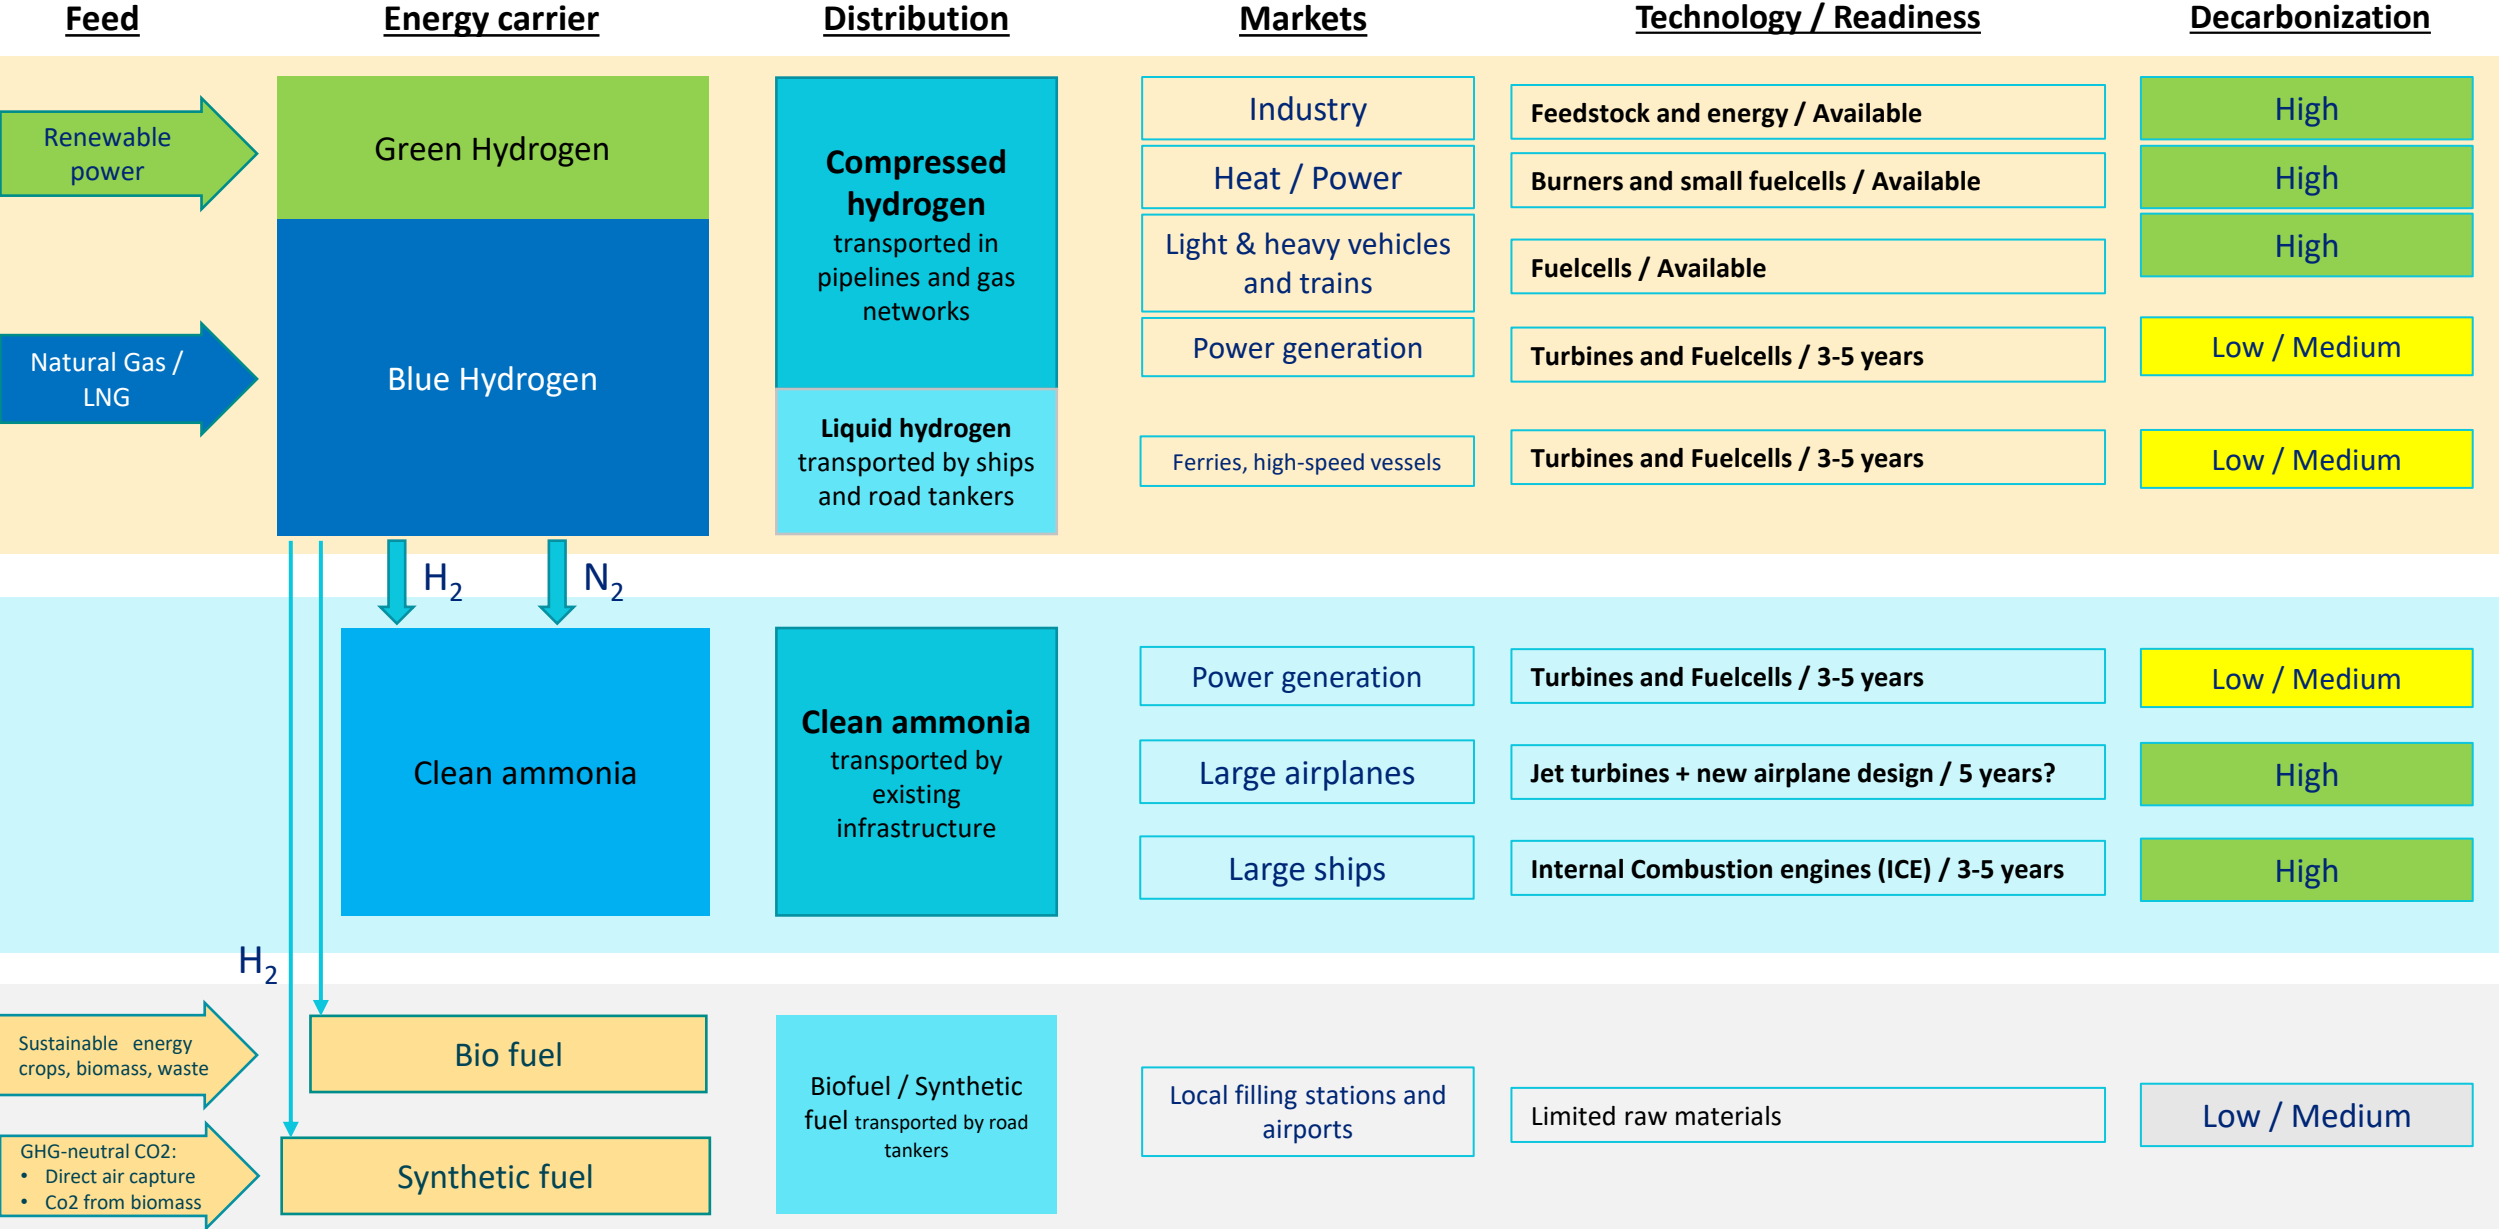 Feed
Energy carrier
Distribution
Markets
Technology / Readiness
Decarbonization
Renewable
power
Green Hydrogen
Natural Gas /
LNG
Blue Hydrogen
Compressed
hydrogen
transported in
pipelines and gas
networks
Liquid hydrogen
transported by ships
and road tankers
Industry
Feedstock and energy / Available
High
Heat / Power
Burners and small fuelcells / Available
High
Light & heavy vehicles
and trains
Fuelcells / Available
High
Power generation
Turbines and Fuelcells / 3-5 years
Low / Medium
Ferries, high-speed vessels
Turbines and Fuelcells / 3-5 years
Low / Medium
H2
N2
Clean ammonia
Clean ammonia
transported by
existing
infrastructure
Power generation
Turbines and Fuelcells / 3-5 years
Low / Medium
Large airplanes
Jet turbines + new airplane design / 5 years?
High
Large ships
Internal Combustion engines (ICE) / 3-5 years
High
H2
Sustainable energy
crops, biomass, waste
Bio fuel
GHG-neutral CO2:
• Direct air capture
• Co2 from biomass
Synthetic fuel
Biofuel / Synthetic
fuel transported by road
tankers
Local filling stations and
airports
Limited raw materials
Low / Medium